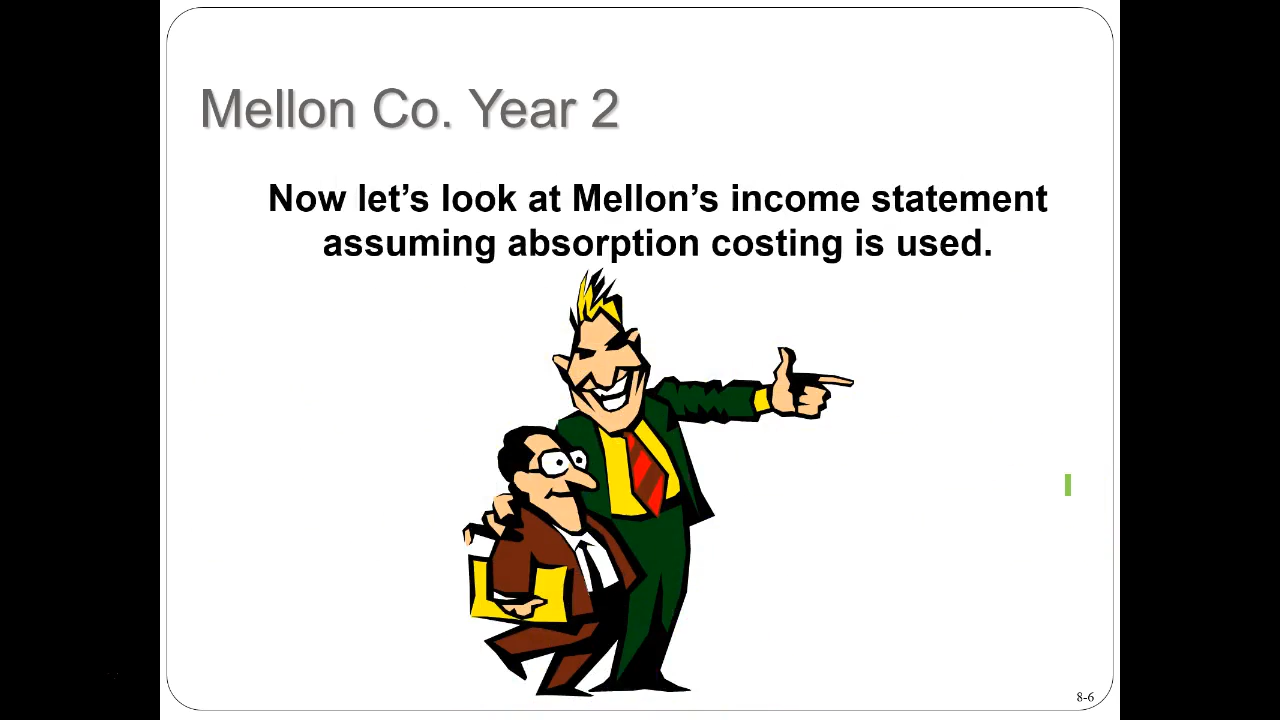 Mellon Co. Year 2
Now let’s look at Mellon’s income statement
assuming absorption costing is used.
8-6